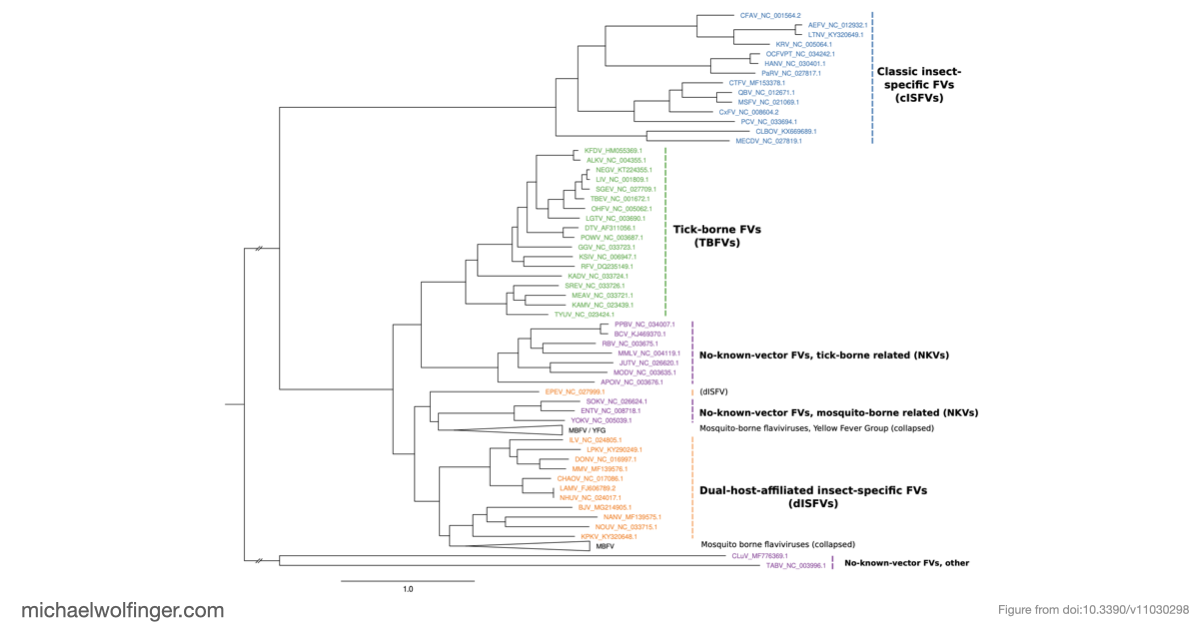 CFAV_NC_001564.2
AEFV_NC_012932.1
LTNV_KY320649.1
KRV_NC_005064.1
OCFVPT_NC_034242.1
HANV_NC_030401.1
PaRV_NC_027817.1
CTFV_MF153378.1
QBV_NC_012671.1
MSFV_NC_021069.1
CxFV_NC_008604.2
PCV_NC_033694.1
CLBOV_KX669689.1
MECDV_NC_027819.1
Classic insect-
specific FVs
(cISFVs)
KFDV_HM055369.1
ALKV_NC_004355.1
NEGV_KT224355.1
LIV_NC_001809.1
SGEV_NC_027709.1
TBEV_NC_001672.1
OHFV_NC_005062.1
LGTV_NC_003690.1
DTV_AF311056.1
POWV_NC_003687.1
GGV_NC_033723.1
KSIV_NC_006947.1
RFV_DQ235149.1
KADV_NC_033724.1
SREV_NC_033726.1
MEAV_NC_033721.1
KAMV_NC_023439.1
TYUV_NC_023424.1
Tick-borne FVs
(TBFVs)
PPBV_NC_034007.1
BCV_KJ469370.1
RBV_NC_003675.1
MMLV_NC_004119.1
JUTV_NC_026620.1
MODV_NC_003635.1
APOIV_NC_003676.1
No-known-vector FVs, tick-borne related (NKVs)
EPEV_NC_027999.1
(dISFV)
SOKV_NC_026624.1
ENTV_NC_008718.1
YOKV_NC_005039.1
No-known-vector FVs, mosquito-borne related (NKVs)
MBFV / YFG
Mosquito-borne flaviviruses, Yellow Fever Group (collapsed)
ILV_NC_024805.1
LPKV_KY290249.1
DONV_NC_016997.1
MMV_MF139576.1
CHAOV_NC_017086.1
LAMV_FJ606789.2
NHUV_NC_024017.1
BJV_MG214905.1
NANV_MF139575.1
NOUV_NC_033715.1
KPKV_KY320648.1
Dual-host-affiliated insect-specific FVs
(dISFVs)
MBFV
Mosquito borne flaviviruses (collapsed)
CLuV_MF776369.1
TABV_NC_003996.1
No-known-vector FVs, other
1.0
michaelwolfinger.com
Figure from doi:10.3390/v11030298